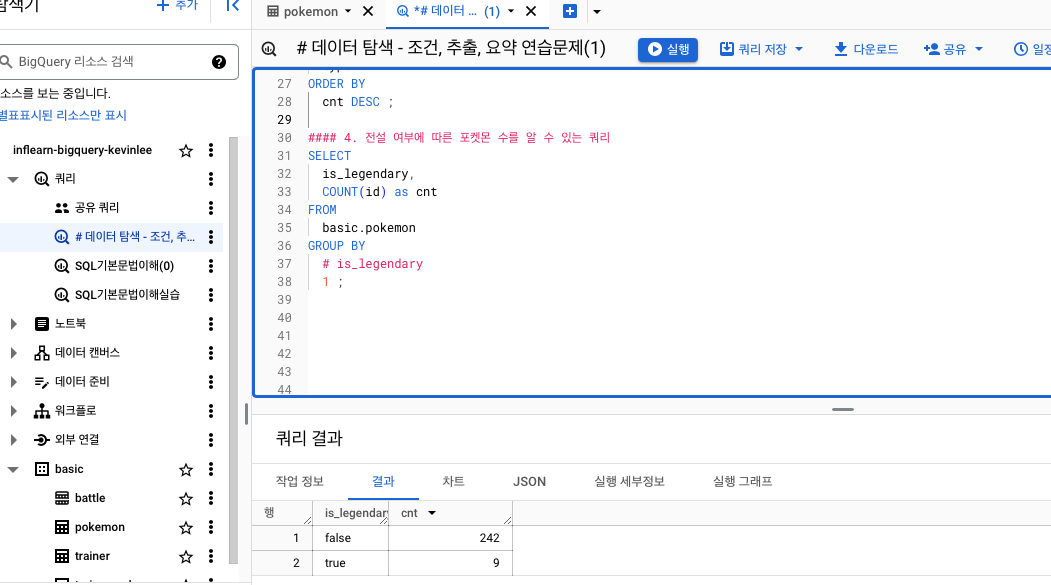 탐색기
+ 추가
pokemon
*# 데이터 ... (1)
BigQuery 리소스 검색
# 데이터 탐색 - 조건, 추출, 요약 연습문제(1)
실행
쿼리 저장
다운로드
공유
일정
소스를 보는 중입니다.
별표표시된 리소스만 표시
inflearn-bigquery-kevinlee
쿼리
공유 쿼리
# 데이터 탐색 - 조건, 추...
SQL기본문법이해(0)
SQL기본문법이해실습
노트북
데이터 캔버스
데이터 준비
워크플로
외부 연결
basic
battle
pokemon
trainer
27 ORDER BY
28 cnt DESC ;
29
30 #### 4. 전설 여부에 따른 포켓몬 수를 알 수 있는 쿼리
31 SELECT
32 is_legendary,
33 COUNT(id) as cnt
34 FROM
35 basic.pokemon
36 GROUP BY
37 # is_legendary
38 1 ;
39
40
41
42
43
44
쿼리 결과
작업 정보
결과
차트
JSON
실행 세부정보
실행 그래프
행 is_legendary cnt
1 false 242
2 true 9